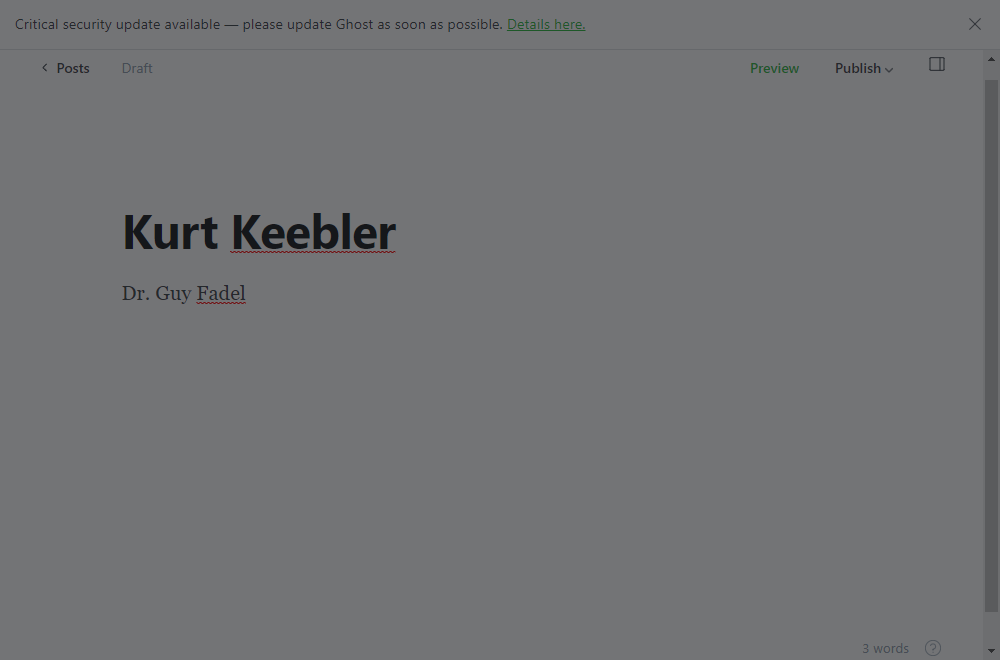 Critical security update available — please update Ghost as soon as possible. Details here.
Posts Draft Preview Publish
Kurt Keebler
Dr. Guy Fadel
3 words ?